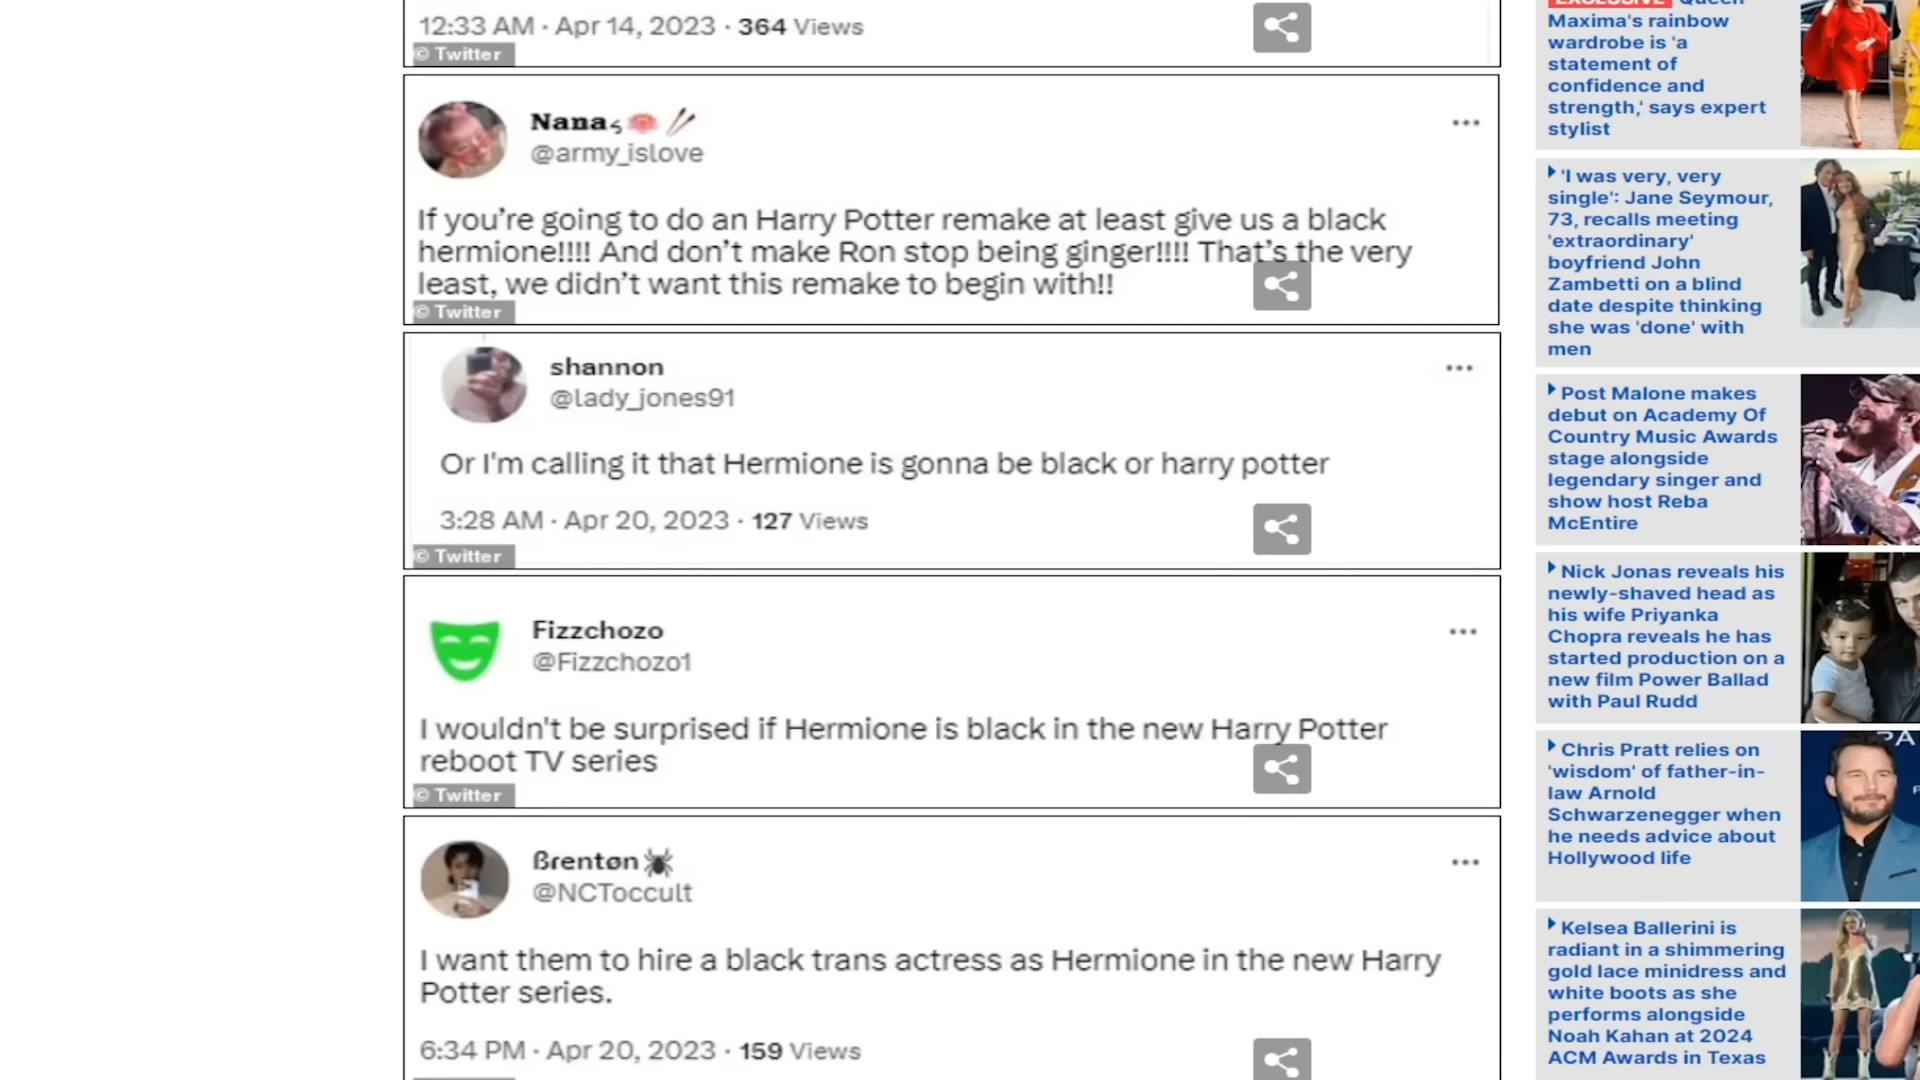 12:33 AM · Apr 14, 2023 · 364 Views
© Twitter
Nana
@army_islove
If you’re going to do an Harry Potter remake at least give us a black
hermione!!!! And don’t make Ron stop being ginger!!!! That’s the very
least, we didn’t want this remake to begin with!!
© Twitter
shannon
@lady_jones91
Or I'm calling it that Hermione is gonna be black or harry potter
3:28 AM · Apr 20, 2023 · 127 Views
© Twitter
Fizzchozo
@Fizzchozo1
I wouldn't be surprised if Hermione is black in the new Harry Potter
reboot TV series
© Twitter
ßrentøn
@NCToccult
I want them to hire a black trans actress as Hermione in the new Harry
Potter series.
6:34 PM · Apr 20, 2023 · 159 Views
EXCLUSIVE Queen
Maxima's rainbow
wardrobe is 'a
statement of
confidence and
strength,' says expert
stylist
'I was very, very
single': Jane Seymour,
73, recalls meeting
'extraordinary'
boyfriend John
Zambetti on a blind
date despite thinking
she was 'done' with
men
Post Malone makes
debut on Academy Of
Country Music Awards
stage alongside
legendary singer and
show host Reba
McEntire
Nick Jonas reveals his
newly-shaved head as
his wife Priyanka
Chopra reveals he has
started production on a
new film Power Ballad
with Paul Rudd
Chris Pratt relies on
'wisdom' of father-in-
law Arnold
Schwarzenegger when
he needs advice about
Hollywood life
Kelsea Ballerini is
radiant in a shimmering
gold lace minidress and
white boots as she
performs alongside
Noah Kahan at 2024
ACM Awards in Texas